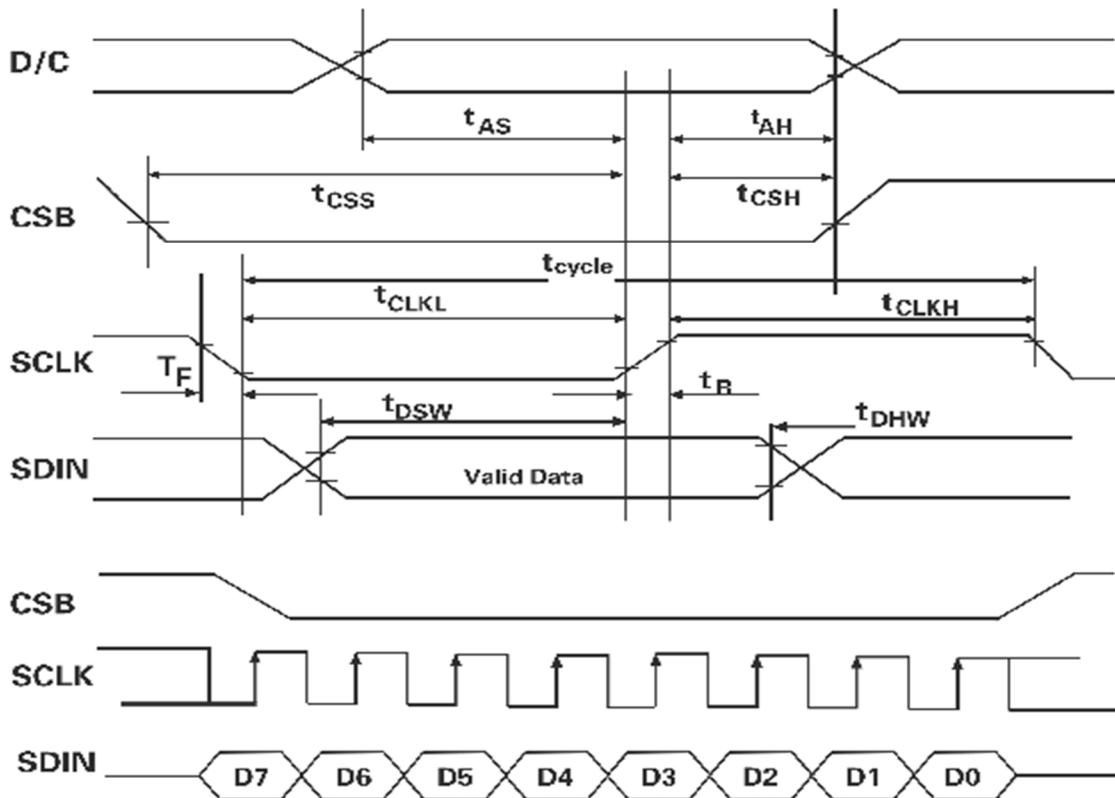 D/C
tAS
tAH
tCSS
tCSH
CSB
tcycle
tCLKL
tCLKH
SCLK
TF
tR
tDSW
tDHW
SDIN
Valid Data
CSB
SCLK
SDIN
D7 D6 D5 D4 D3 D2 D1 D0